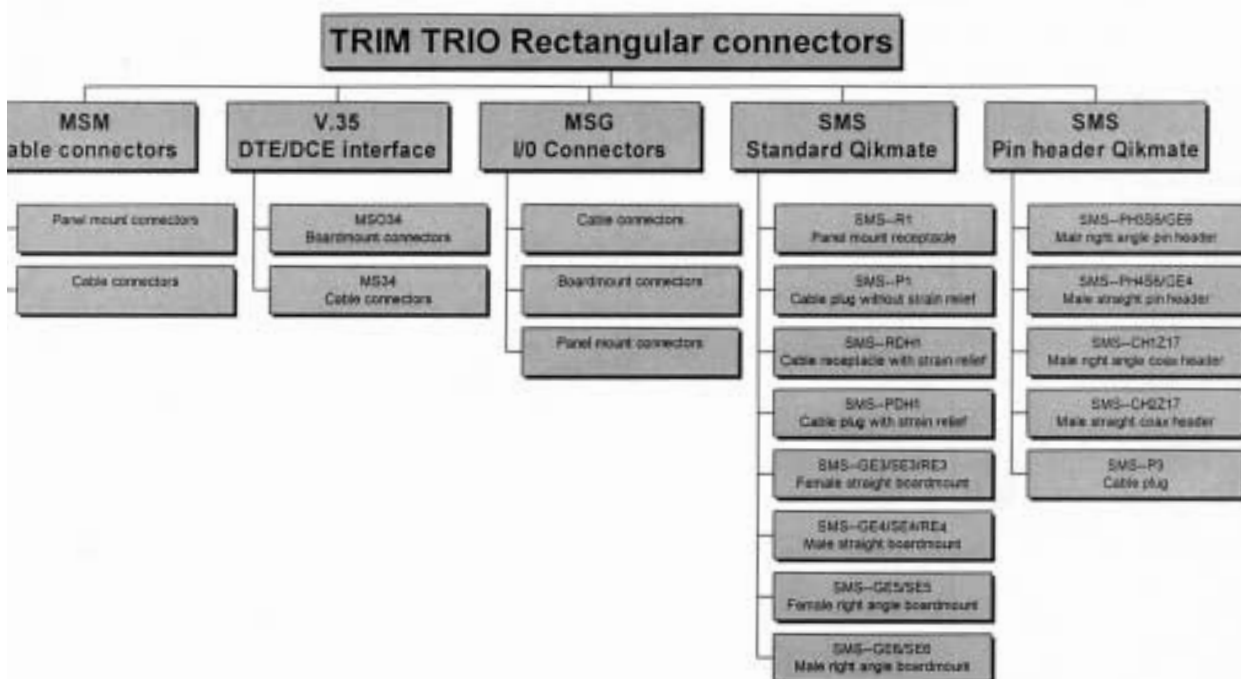 TRIM TRIO Rectangular connectors
MSM
able connectors
Panel mount connectors
Cable connectors
V.35
DTE/DCE interface
MSO34
Boardmount connectors
MS34
Cable connectors
MSG
I/0 Connectors
Cable connectors
Boardmount connectors
Panel mount connectors
SMS
Standard Qikmate
SMS--R1
Panel mount receptacle
SMS--P1
Cable plug without strain relief
SMS--RDH1
Cable receptacle with strain relief
SMS--PDH1
Cable plug with strain relief
SMS--GE3/SE3/RE3
Female straight boardmount
SMS--GE4/SE4/RE4
Male straight boardmount
SMS--GE5/SE5
Female right angle boardmount
SMS--GE6/SE6
Male right angle boardmount
SMS
Pin header Qikmate
right angle pin header
Male straight pin header
SMS--CH1Z17
Male right angle coax header
SMS--CH2Z17
Male straight coax header
SMS--P3
Cable plug